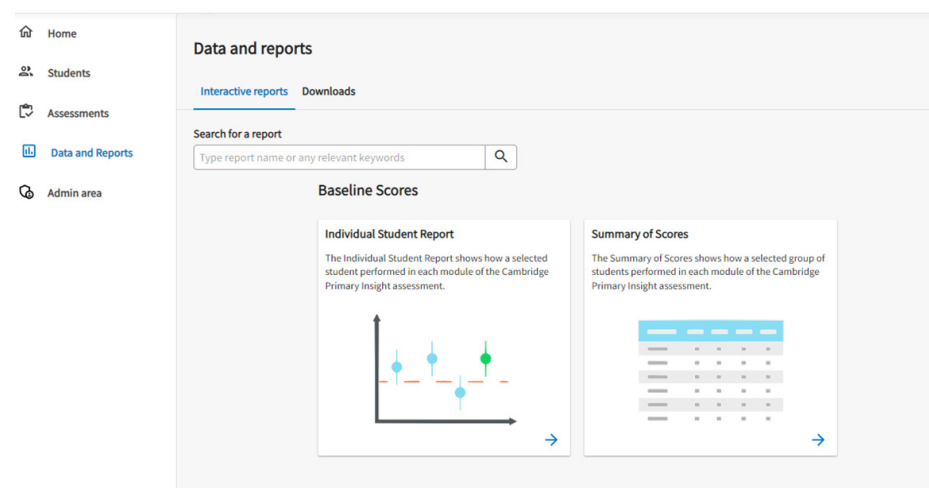 Home
Students
Assessments
Data and Reports
Admin area
Data and reports
Interactive reports
Downloads
Search for a report
Type report name or any relevant keywords
Baseline Scores
Individual Student Report
The Individual Student Report shows how a selected
student performed in each module of the Cambridge
Primary Insight assessment.
Summary of Scores
The Summary of Scores shows how a selected group of
students performed in each module of the Cambridge
Primary Insight assessment.